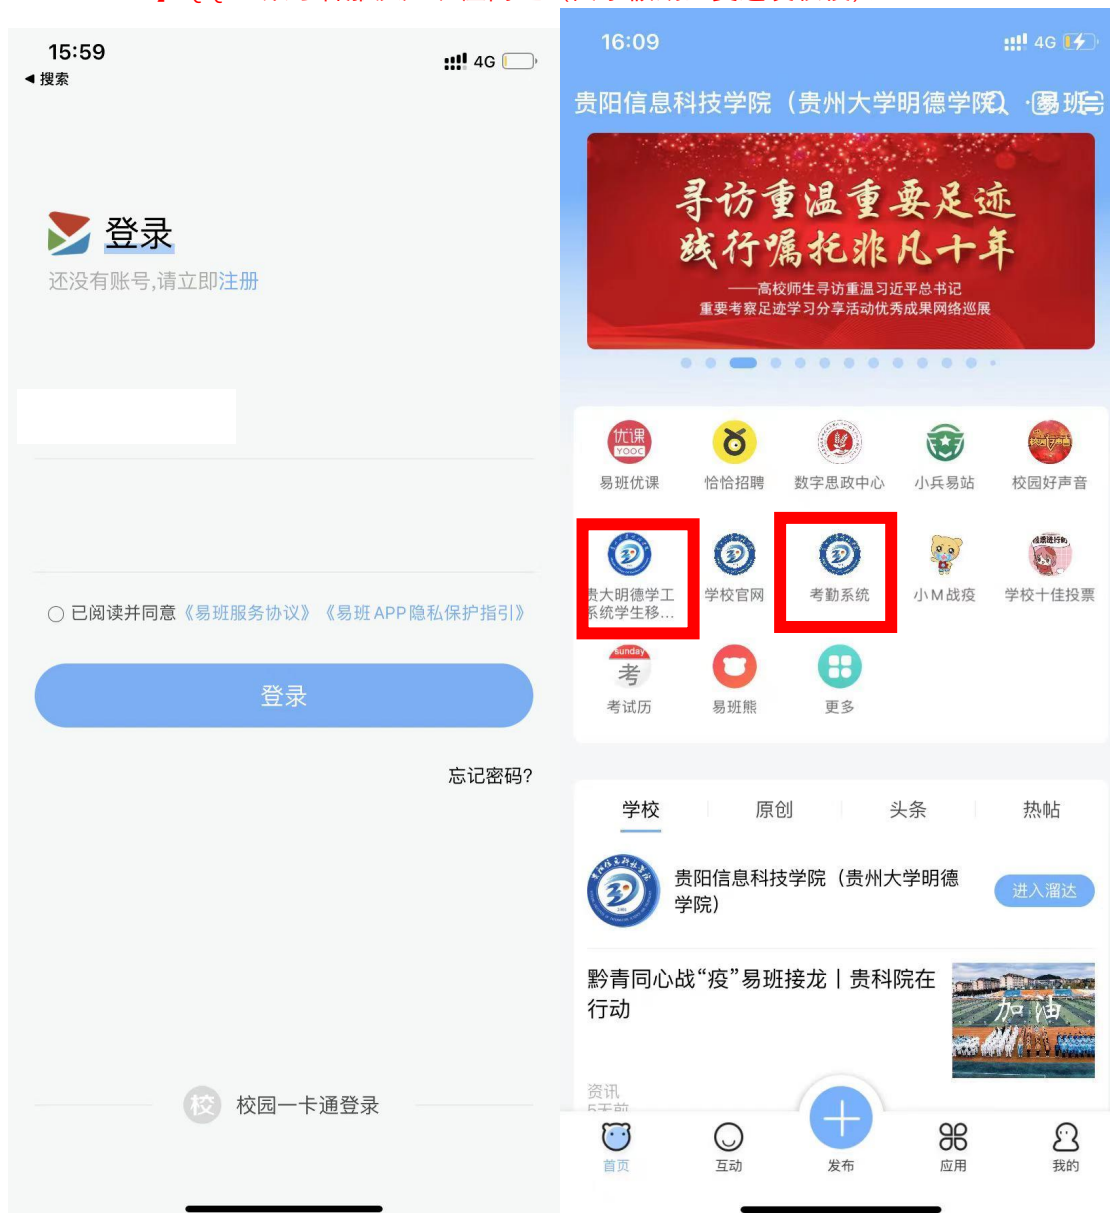 15:59
4G
搜索
登录
还没有账号,请立即注册
已阅读并同意《易班服务协议》《易班APP隐私保护指引》
登录
忘记密码?
校
校园一卡通登录
16:09
4G
贵阳信息科技学院（贵州大学明德学院）·易班
寻访重温重要足迹
践行嘱托非凡十年
——高校师生寻访重温习近平总书记
重要考察足迹学习分享活动优秀成果网络巡展
优课
YOOC
易班优课
恰恰招聘
数字思政中心
小兵易站
校园好声音
贵大明德学工
系统学生移...
学校官网
考勤系统
小M战疫
学校十佳投票
sunday
考
考试历
易班熊
更多
学校
原创
头条
热帖
贵阳信息科技学院（贵州大学明德
学院）
进入溜达
黔青同心战“疫”易班接龙丨贵科院在
行动
加油
资讯
5天前
首页
互动
发布
应用
我的